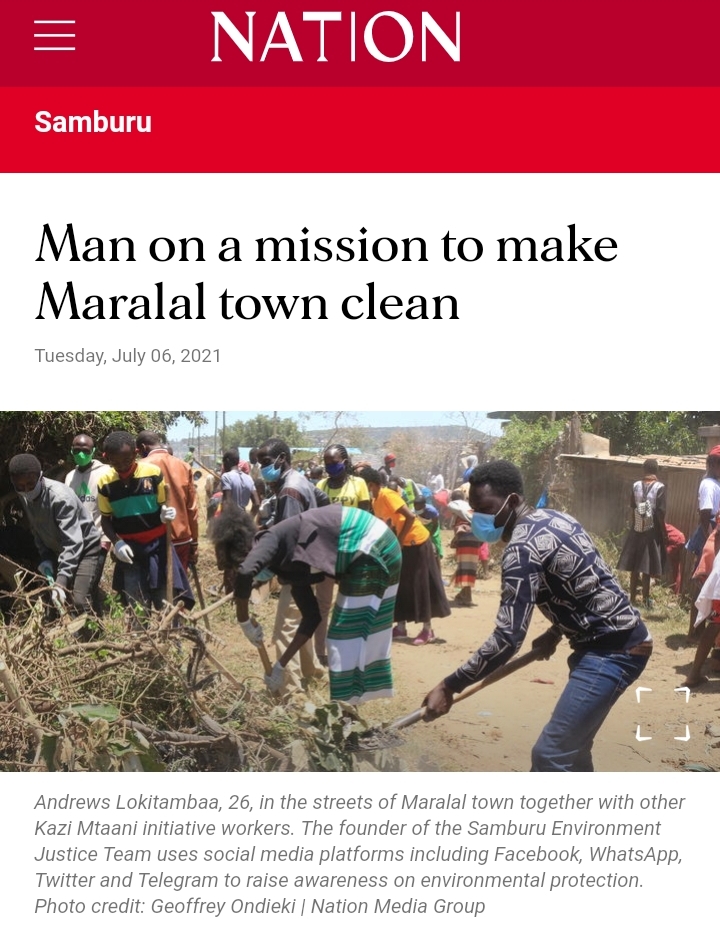 NATION
Samburu
Man on a mission to make
Maralal town clean
Tuesday, July 06, 2021
Andrews Lokitambaa, 26, in the streets of Maralal town together with other
Kazi Mtaani initiative workers. The founder of the Samburu Environment
Justice Team uses social media platforms including Facebook, WhatsApp,
Twitter and Telegram to raise awareness on environmental protection.
Photo credit: Geoffrey Ondieki | Nation Media Group